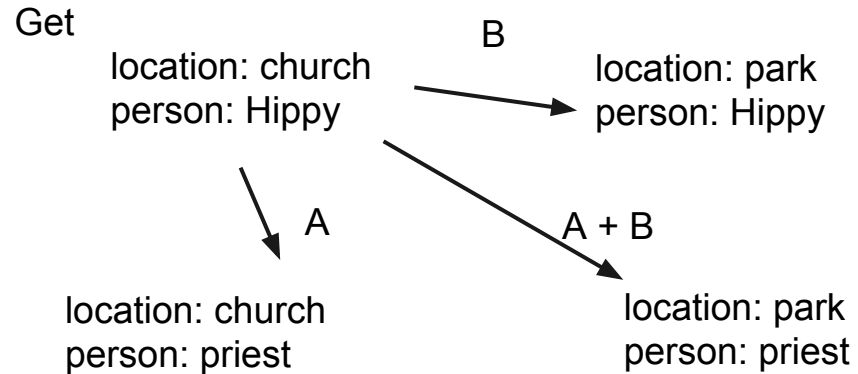 Get
B
location: church
person: Hippy
location: park
person: Hippy
A
A + B
location: church
person: priest
location: park
person: priest